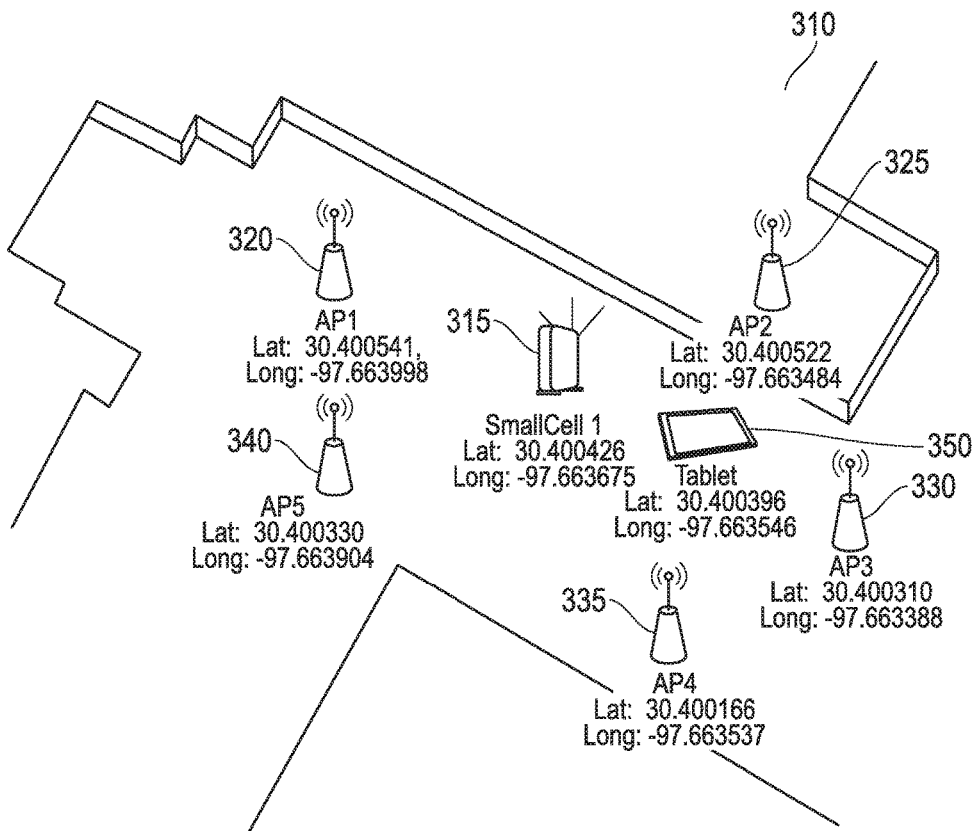 310
325
320
AP1
Lat: 30.400541,
Long: -97.663998
315
AP2
Lat: 30.400522
Long: -97.663484
SmallCell 1
Lat: 30.400426
Long: -97.663675
350
Tablet
Lat: 30.400396
Long: -97.663546
340
AP5
Lat: 30.400330
Long: -97.663904
330
AP3
Lat: 30.400310
Long: -97.663388
335
AP4
Lat: 30.400166
Long: -97.663537